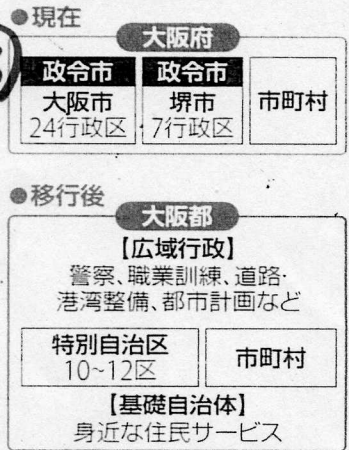 ●現在
大阪府
政令市
大阪市
24行政区
政令市
堺市
7行政区
市町村
●移行後
大阪都
【広域行政】
警察、職業訓練、道路・
港湾整備、都市計画など
特別自治区
10~12区
市町村
【基礎自治体】
身近な住民サービス